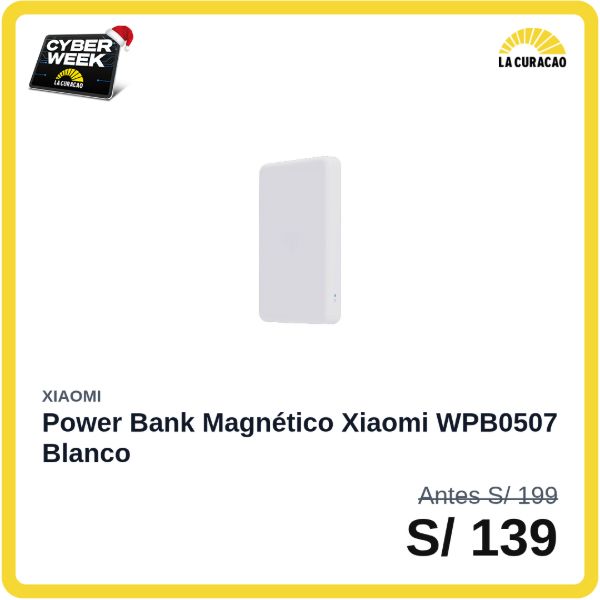 CYBER
WEEK
LA CURACAO
LA CURACAO
XIAOMI
Power Bank Magnético Xiaomi WPB0507
Blanco
Antes S/ 199
S/ 139